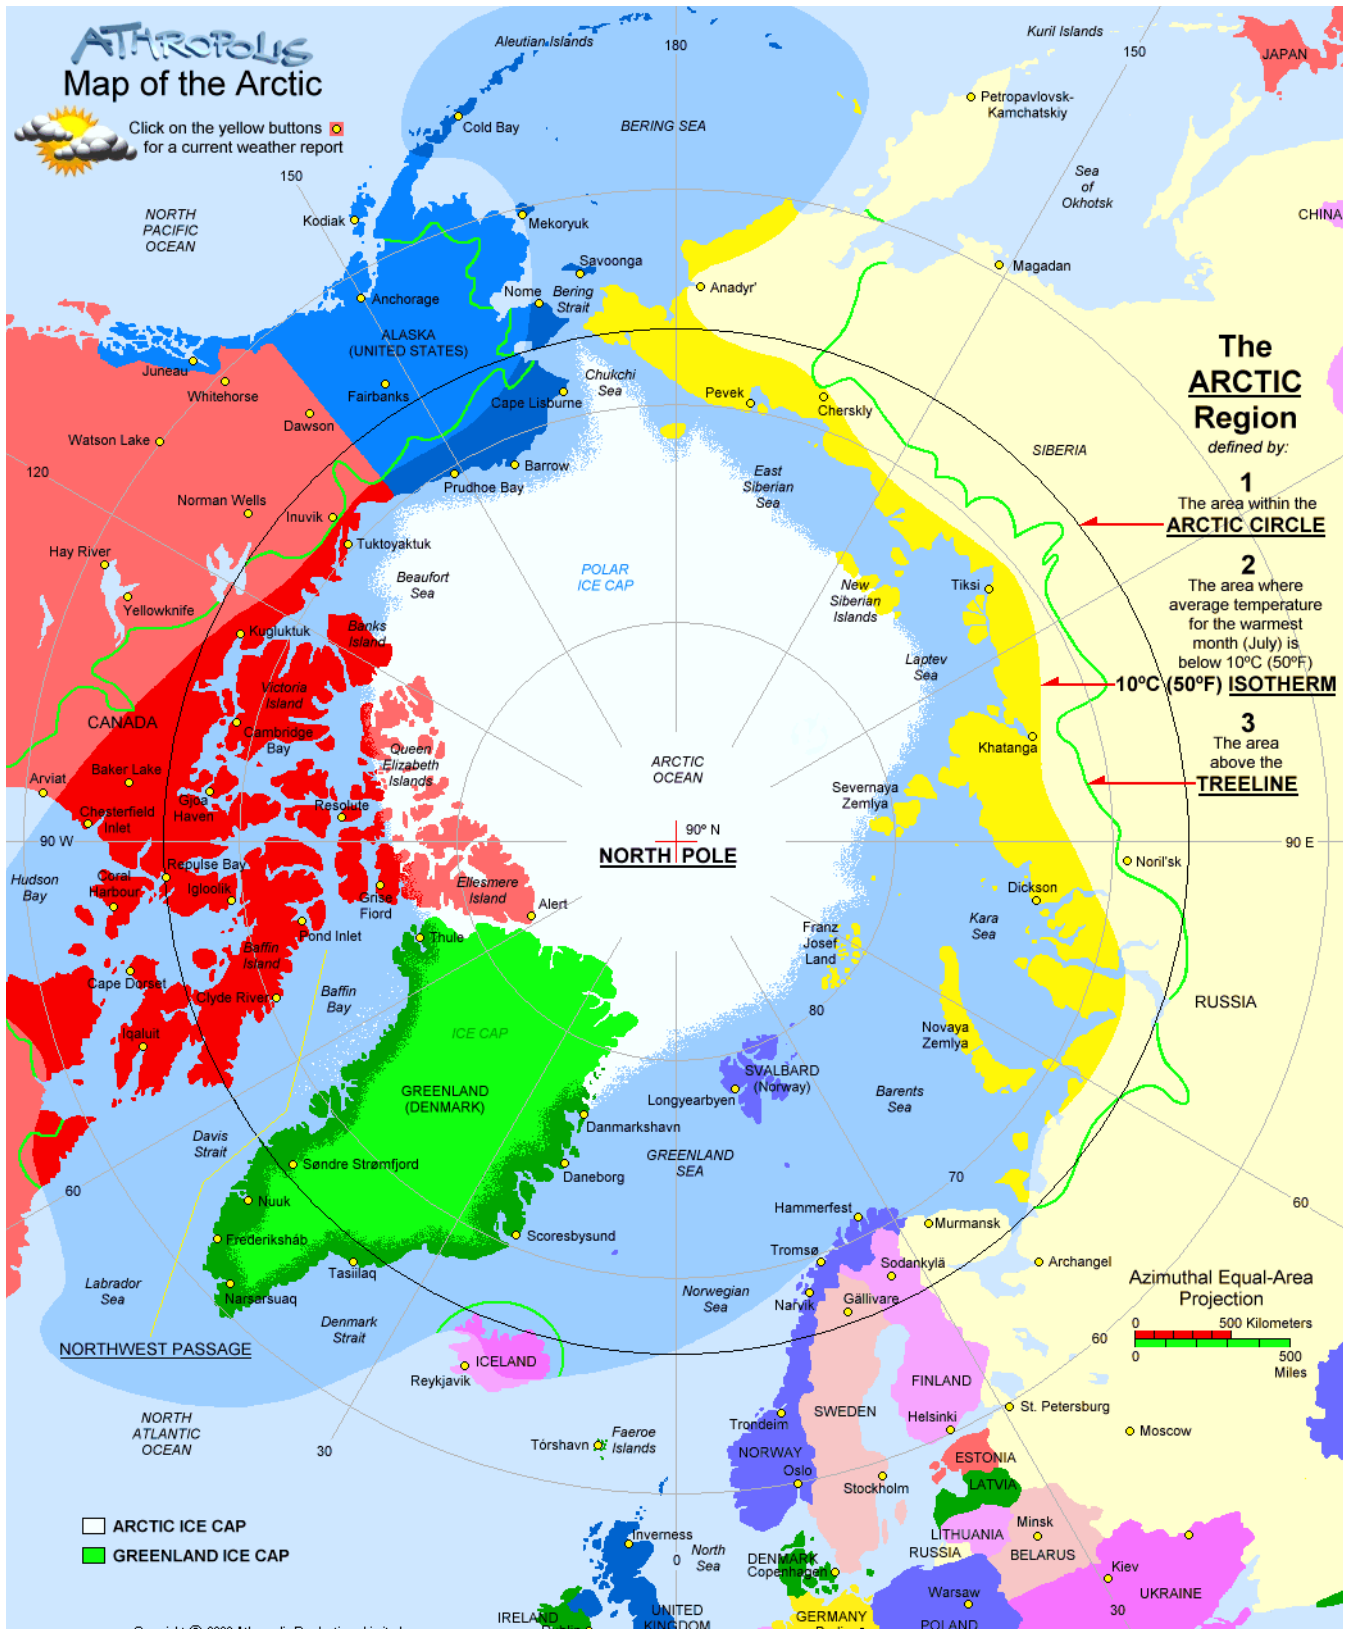 ATHROPOLIS
Map of the Arctic
Click on the yellow buttons
for a current weather report
Aleutian Islands
180
Kuril Islands
150
JAPAN
Petropavlovsk-
Kamchatskiy
Cold Bay
BERING SEA
Sea
of
Okhotsk
150
NORTH
PACIFIC
OCEAN
Kodiak
Mekoryuk
CHINA
Savoonga
Magadan
Anadyr'
Nome
Bering
Strait
Anchorage
ALASKA
(UNITED STATES)
Juneau
Whitehorse
Fairbanks
Chukchi
Sea
Cape Lisburne
Pevek
Cherskly
Dawson
Watson Lake
The
ARCTIC
Region
defined by:
1
The area within the
ARCTIC CIRCLE
2
The area where
average temperature
for the warmest
month (July) is
below 10ºC (50ºF)
10ºC (50ºF) ISOTHERM
3
The area
above the
TREELINE
SIBERIA
120
Barrow
Prudhoe Bay
East
Siberian
Sea
Norman Wells
Inuvik
Tuktoyaktuk
Hay River
Beaufort
Sea
POLAR
ICE CAP
New
Siberian
Islands
Tiksi
Yellowknife
Kugluktuk
Banks
Island
Laptev
Sea
Victoria
Island
CANADA
Cambridge
Bay
Queen
Elizabeth
Islands
ARCTIC
OCEAN
Khatanga
Arviat
Baker Lake
Gjoa
Haven
Resolute
Severnaya
Zemlya
Chesterfield
Inlet
90 W
90º N
NORTH POLE
90 E
Noril'sk
Repulse Bay
Hudson
Bay
Coral
Harbour
Igloolik
Grise
Fiord
Ellesmere
Island
Alert
Dickson
Kara
Sea
Pond Inlet
Thule
Franz
Josef
Land
Baffin
Island
Cape Dorset
Clyde River
Baffin
Bay
80
RUSSIA
Iqaluit
ICE CAP
Novaya
Zemlya
GREENLAND
(DENMARK)
SVALBARD
(Norway)
Longyearbyen
Barents
Sea
Danmarkshavn
Davis
Strait
GREENLAND
SEA
Søndre Strømfjord
Daneborg
60
70
60
Nuuk
Hammerfest
Murmansk
Frederikshåb
Scoresbysund
Tromsø
Tasiilaq
Sodankylä
Archangel
Labrador
Sea
Narsarsuaq
Norwegian
Sea
Narvik
Gällivare
Azimuthal Equal-Area
Projection
0 500 Kilometers
0 500
Miles
60
Denmark
Strait
NORTHWEST PASSAGE
ICELAND
Reykjavik
FINLAND
Helsinki
St. Petersburg
Moscow
NORTH
ATLANTIC
OCEAN
30
Tórshavn
Faeroe
Islands
Trondeim
SWEDEN
NORWAY
Oslo
Stockholm
ESTONIA
LATVIA
ARCTIC ICE CAP
GREENLAND ICE CAP
Inverness
North
Sea
0
DENMARK
Copenhagen
LITHUANIA
RUSSIA
Minsk
BELARUS
Kiev
UKRAINE
30
Warsaw
POLAND
IRELAND
UNITED
KINGDOM
GERMANY